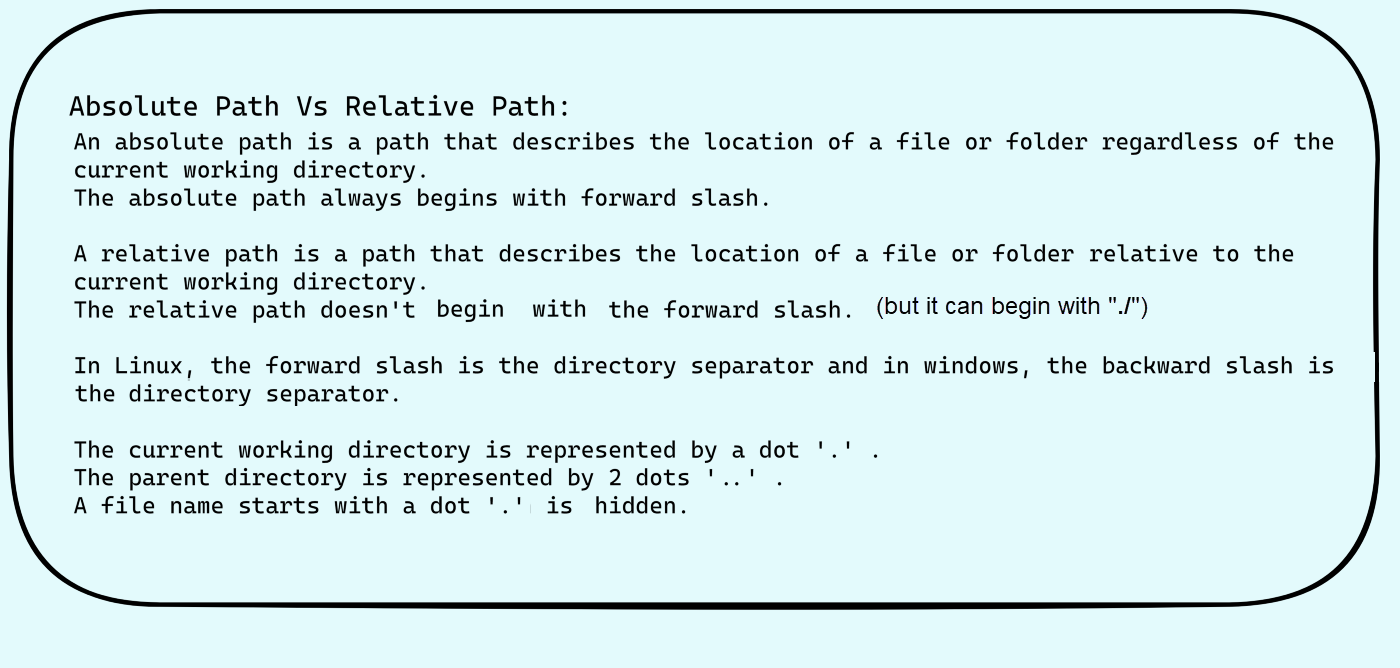 Absolute Path Vs Relative Path:
An absolute path is a path that describes the location of a file or folder regardless of the
current working directory.
The absolute path always begins with forward slash.
A relative path is a path that describes the location of a file or folder relative to the
current working directory.
The relative path doesn't begin with the forward slash. (but it can begin with "./")
In Linux, the forward slash is the directory separator and in windows, the backward slash is
the directory separator.
The current working directory is represented by a dot '.' .
The parent directory is represented by 2 dots '..' .
A file name starts with a dot '.' is hidden.